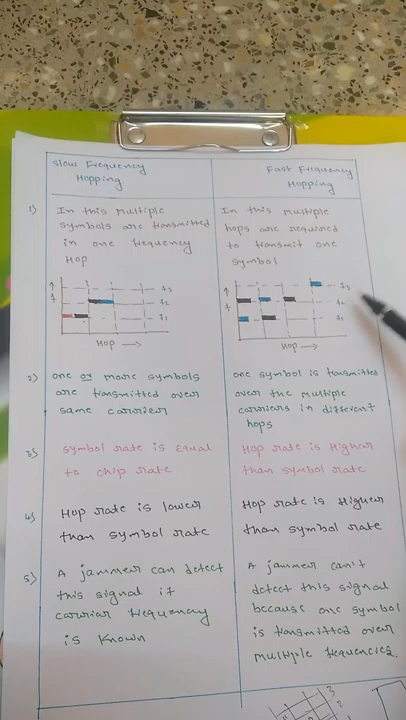 Slow Frequency
Hopping
Fast Frequency
Hopping
1) In this multiple
symbols are transmitted
in one frequency
Hop
In this multiple
hops are required
to transmit one
symbol
f
f3
f2
f1
Hop →
f
f3
f2
f1
Hop →
2) one or more symbols
are transmitted over
same carrier
one symbol is transmitted
over the multiple
carriers in different
hops
3) symbol rate is equal
to chip rate
Hop rate is Higher
than symbol rate
4) Hop rate is lower
than symbol rate
Hop rate is Higher
than symbol rate
5) A jammer can detect
this signal if
carrier frequency
is known
A jammer can't
detect this signal
because one symbol
is transmitted over
multiple frequencies.
3
2